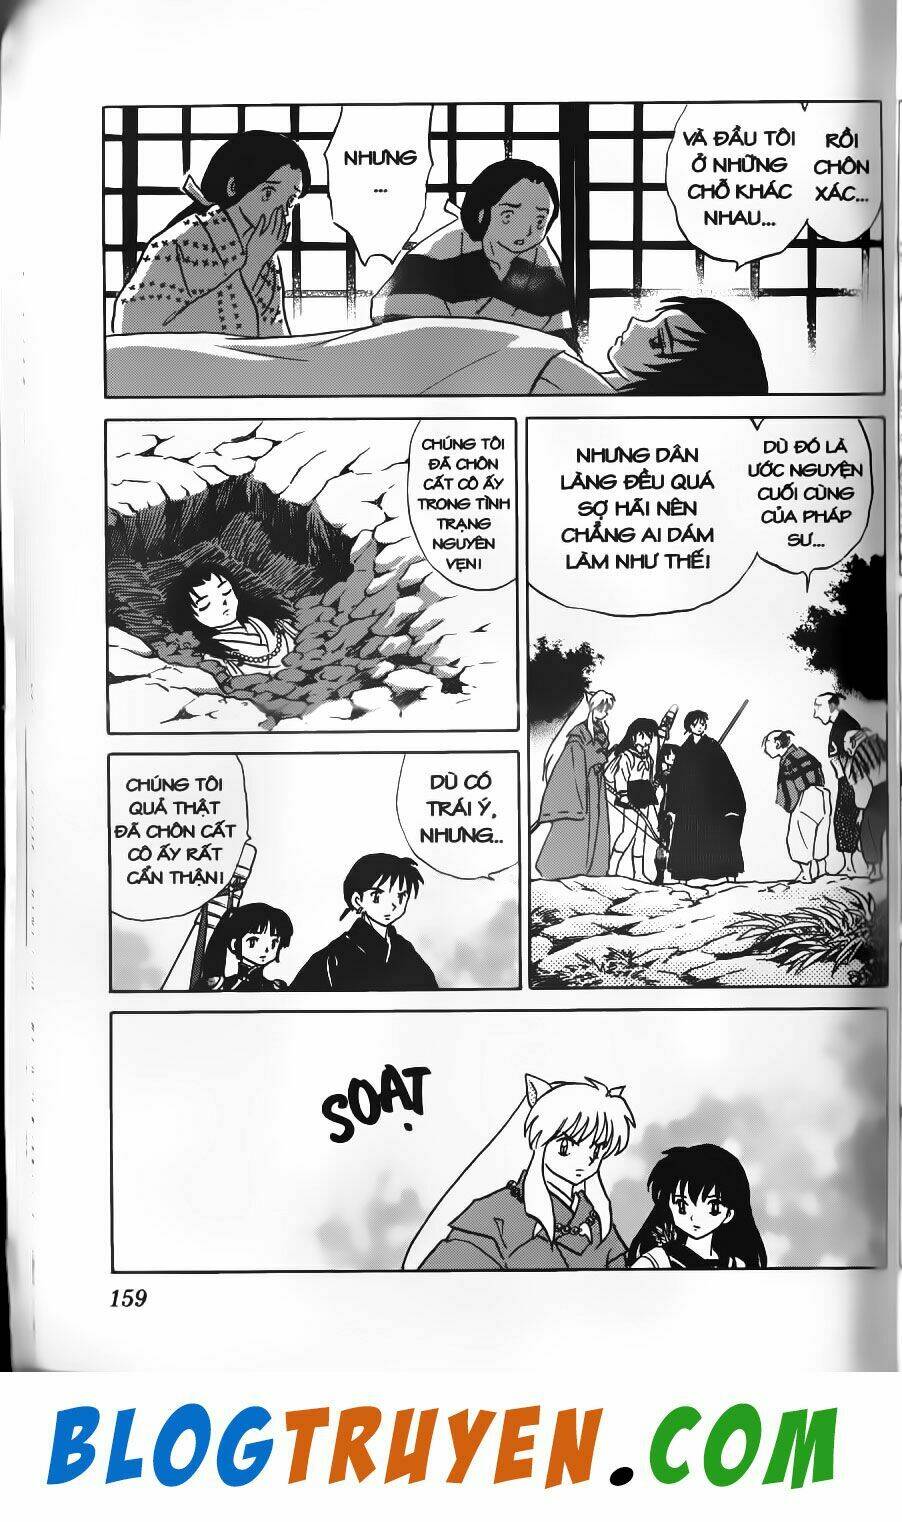 RỒI
CHÔN
XÁC...
VÀ ĐẦU TÔI
Ở NHỮNG
CHỖ KHÁC
NHAU...
NHƯNG
...
DÙ ĐÓ LÀ
ƯỚC NGUYỆN
CUỐI CÙNG
CỦA PHÁP
SƯ...
NHƯNG DÂN
LÀNG ĐỀU QUÁ
SỢ HÃI NÊN
CHẲNG AI DÁM
LÀM NHƯ THẾ!
CHÚNG TÔI
ĐÃ CHÔN
CẤT CÔ ẤY
TRONG TÌNH
TRẠNG
NGUYÊN
VẸN!
DÙ CÓ
TRÁI Ý,
NHƯNG...
CHÚNG TÔI
QUẢ THẬT
ĐÃ CHÔN CẤT
CÔ ẤY RẤT
CẨN THẬN!
SOẠT
159
BLOGTRUYEN.COM